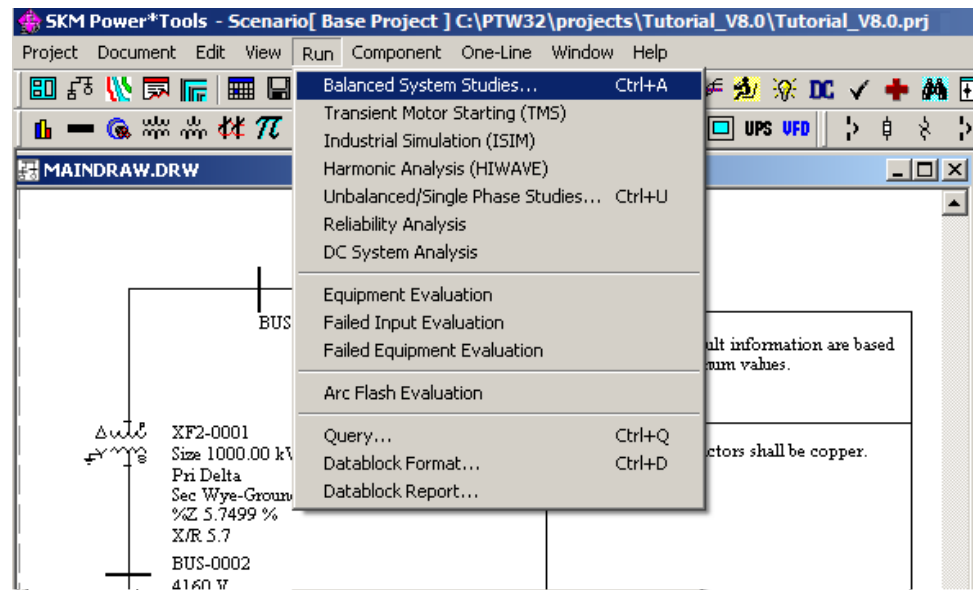 SKM Power*Tools - Scenario[ Base Project ] C:\PTW32\projects\Tutorial_V8.0\Tutorial_V8.0.prj
Project Document Edit View Run Component One-Line Window Help
DC
UPS VFD
MAINDRAW.DRW
Balanced System Studies... Ctrl+A
Transient Motor Starting (TMS)
Industrial Simulation (ISIM)
Harmonic Analysis (HIWAVE)
Unbalanced/Single Phase Studies... Ctrl+U
Reliability Analysis
DC System Analysis
Equipment Evaluation
Failed Input Evaluation
Failed Equipment Evaluation
Arc Flash Evaluation
Query... Ctrl+Q
Datablock Format... Ctrl+D
Datablock Report...
BUS
ult information are based
values.
ctors shall be copper.
XF2-0001
Size 1000.00 kV
Pri Delta
Sec Wye-Groun
%Z 5.7499 %
X/R 5.7
BUS-0002
4160 V